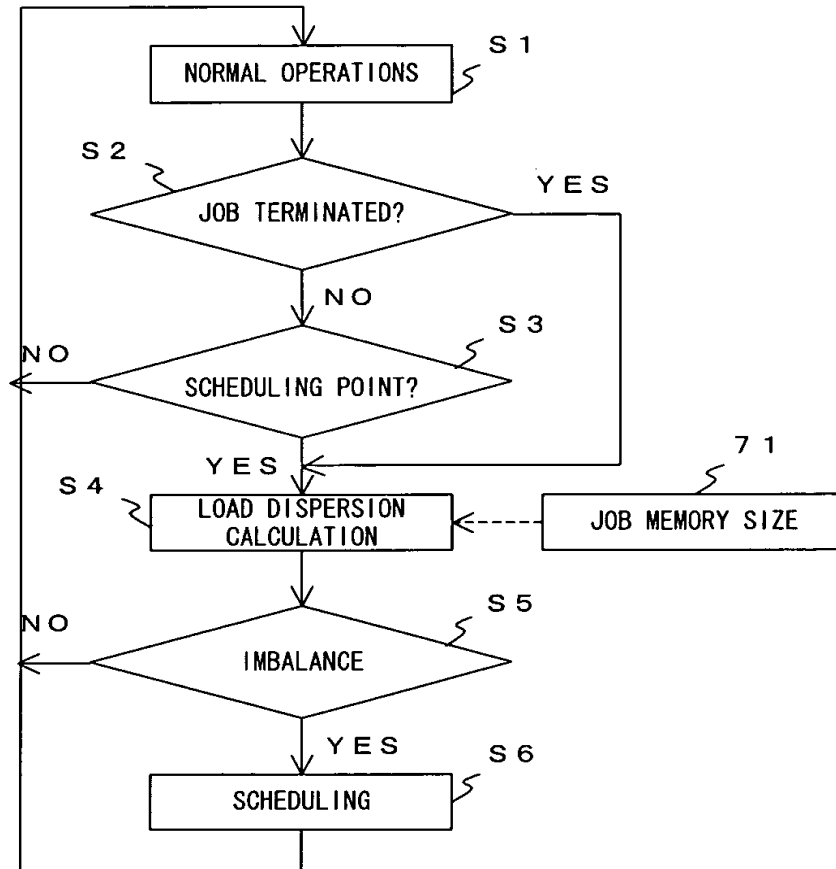 S1
NORMAL OPERATIONS
S2
YES
JOB TERMINATED?
NO
S3
NO
SCHEDULING POINT?
71
YES
S4
LOAD DISPERSION
CALCULATION
JOB MEMORY SIZE
S5
NO
IMBALANCE
YES
S6
SCHEDULING